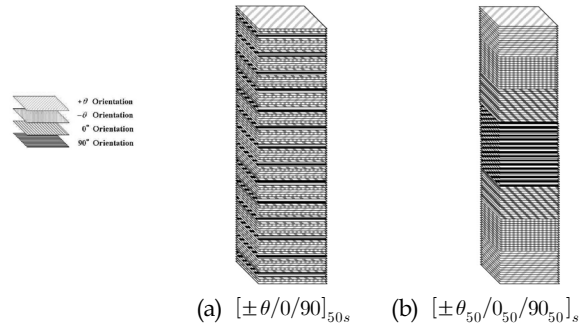 +θ Orientation
−θ Orientation
0° Orientation
90° Orientation
(a) [±θ/0/90]₅₀ₛ (b) [±θ₅₀/0₅₀/90₅₀]ₛ